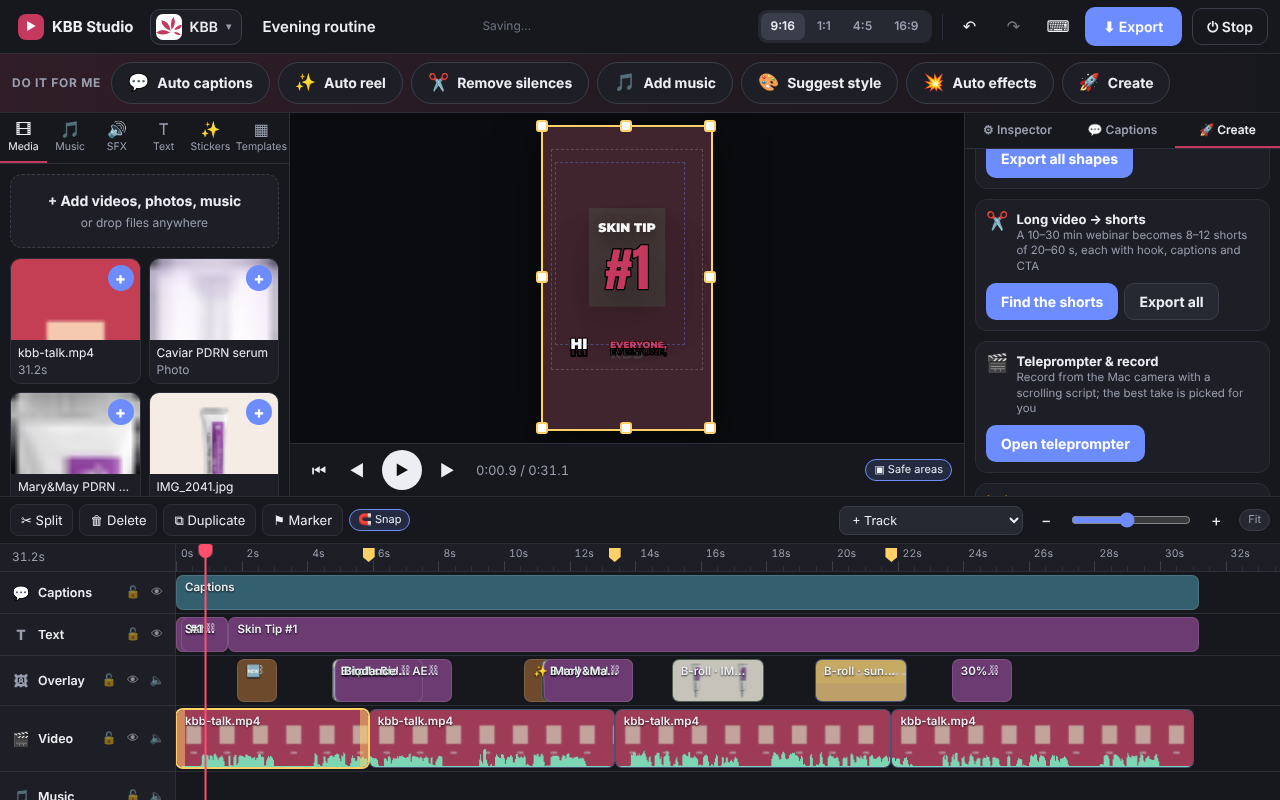 KBB Studio
KBB
Evening routine
Saving...
9:16
1:1
4:5
16:9
Export
Stop
DO IT FOR ME
Auto captions
Auto reel
Remove silences
Add music
Suggest style
Auto effects
Create
Media
Music
SFX
Text
Stickers
Templates
+ Add videos, photos, music
or drop files anywhere
kbb-talk.mp4
31.2s
Caviar PDRN serum
Photo
Mary&May PDRN ...
IMG_2041.jpg
SKIN TIP
#1
HI
EVERYONE,
0:00.9 / 0:31.1
Safe areas
Inspector
Captions
Create
Export all shapes
Long video → shorts
A 10–30 min webinar becomes 8–12 shorts
of 20–60 s, each with hook, captions and
CTA
Find the shorts
Export all
Teleprompter & record
Record from the Mac camera with a
scrolling script; the best take is picked for
you
Open teleprompter
Split
Delete
Duplicate
Marker
Snap
+ Track
Fit
31.2s
0s
2s
4s
6s
8s
10s
12s
14s
16s
18s
20s
22s
24s
26s
28s
30s
32s
Captions
Captions
Text
Skin Tip #1
Overlay
B-roll · IM...
B-roll · sun...
30%
Video
kbb-talk.mp4
kbb-talk.mp4
kbb-talk.mp4
kbb-talk.mp4
Music